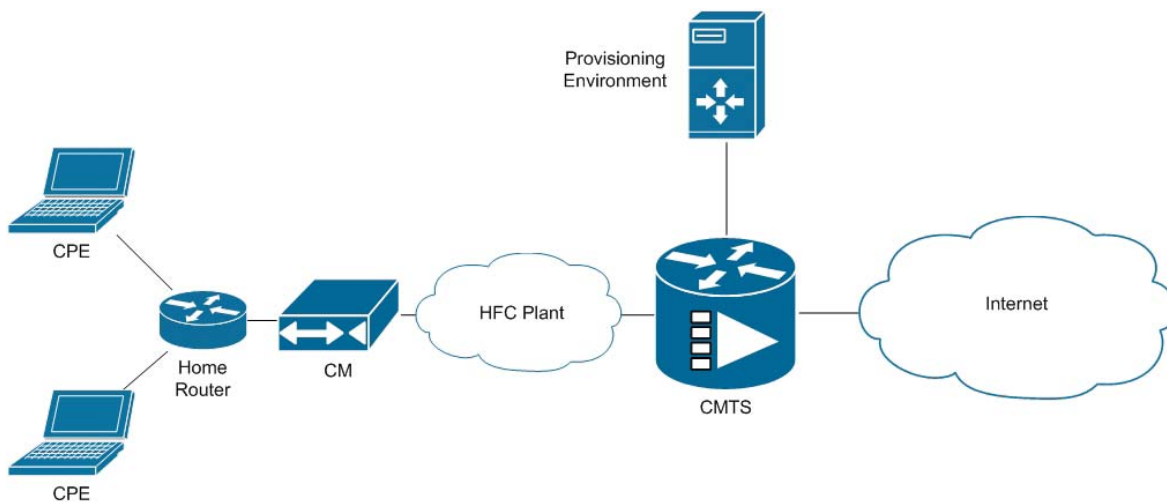 Provisioning
Environment
CPE
HFC Plant
Internet
Home
Router
CM
CMTS
CPE